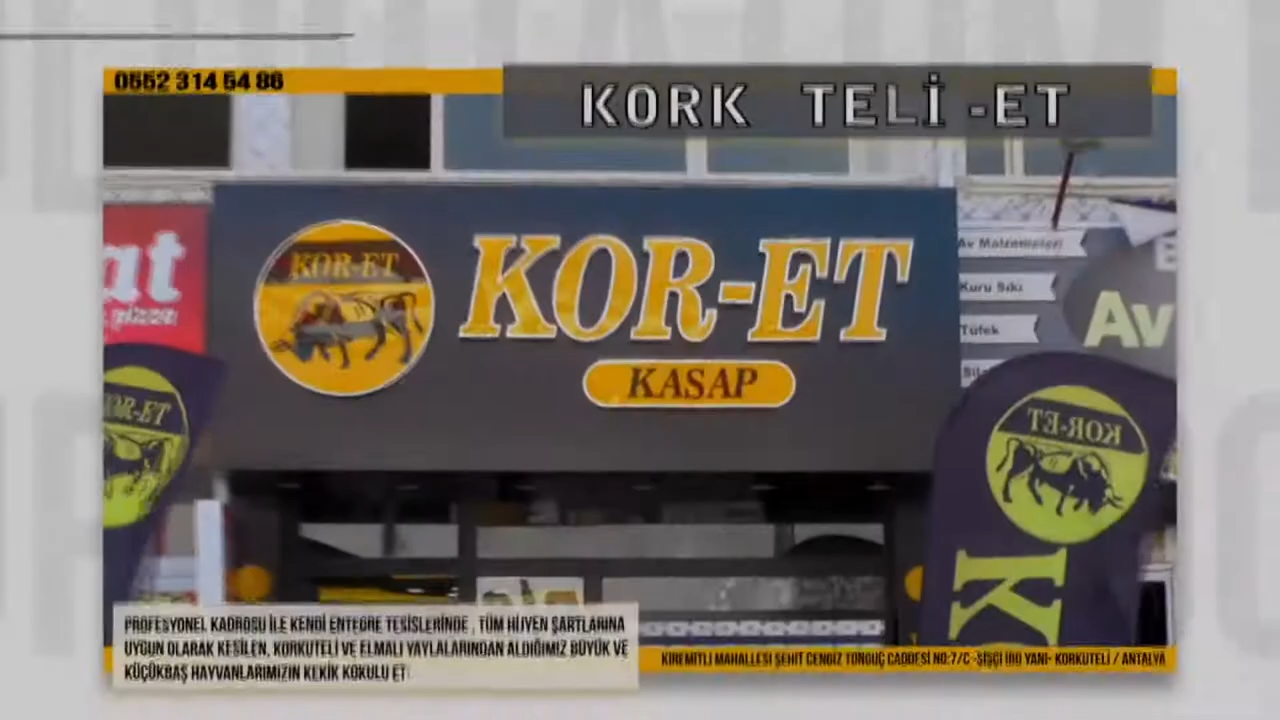 0552 314 54 86
KORK TELİ -ET
KOR-ET
KOR-ET
KASAP
at
Av Malzemeleri
Kuru Sıkı
Tüfek
Av
KOR-ET
KOR-ET
K
PROFESYONEL KADROSU İLE KENDİ ENTEGRE TESİSLERİNDE , TÜM HİJYEN ŞARTLARINA
UYGUN OLARAK KESİLEN, KORKUTELİ VE ELMALI YAYLALARINDAN ALDIĞIMIZ BÜYÜK VE
KÜÇÜKBAŞ HAYVANLARIMIZIN KEKİK KOKULU ET
KİREMİTLİ MAHALLESİ ŞEHİT CENGİZ TONGUÇ CADDESİ NO:7/C -ŞİŞÇİ İBO YANI- KORKUTELİ / ANTALYA